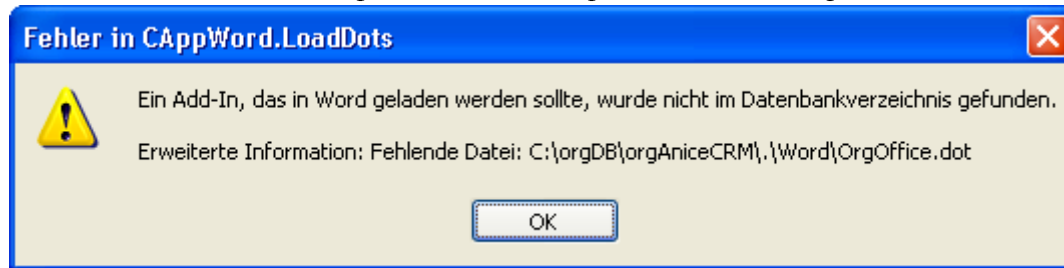 Fehler in CAppWord.LoadDots
Ein Add-In, das in Word geladen werden sollte, wurde nicht im Datenbankverzeichnis gefunden.
Erweiterte Information: Fehlende Datei: C:\orgDB\orgAniceCRM\.\Word\OrgOffice.dot
OK